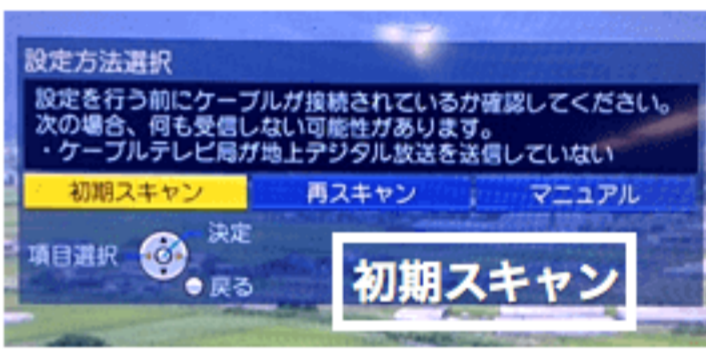 設定方法選択
設定を行う前にケーブルが接続されているか確認してください。
次の場合、何も受信しない可能性があります。
・ケーブルテレビ局が地上デジタル放送を送信していない
初期スキャン 再スキャン マニュアル
決定
項目選択
戻る
初期スキャン